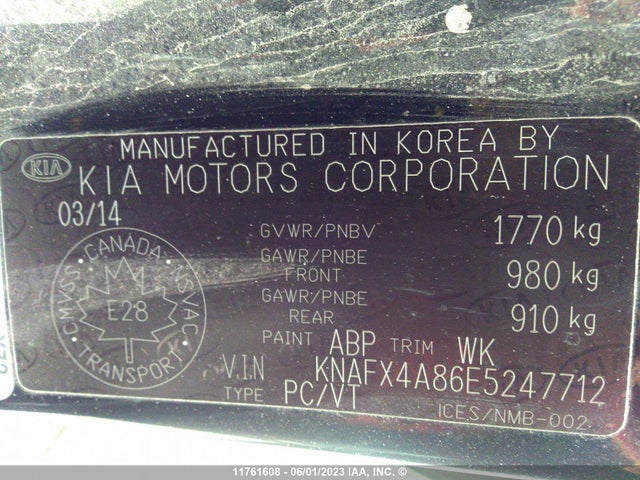 MANUFACTURED IN KOREA BY
KIA KIA MOTORS CORPORATION
03/14
GVWR/PNBV 1770 kg
GAWR/PNBE FRONT 980 kg
GAWR/PNBE REAR 910 kg
CANADA
CMVSS NSVAC
E28
TRANSPORT
PAINT ABP TRIM WK
V.I.N KNAFX4A86E5247712
TYPE PC/VT
ICES/NMB-002
11761608 - 06/01/2023 IAA, INC. ©